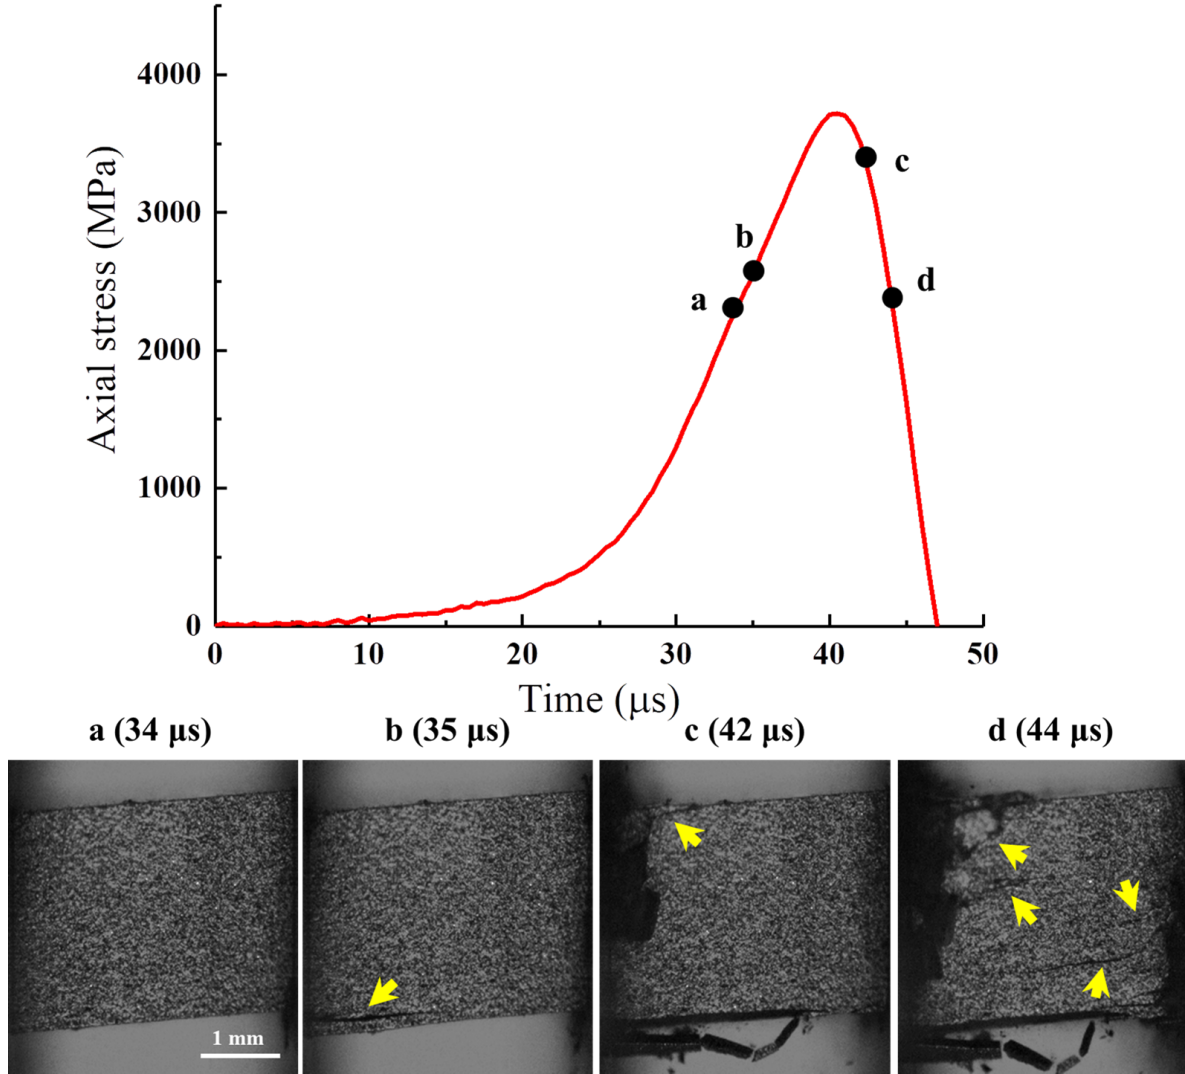 4000
3000
2000
1000
0
Axial stress (MPa)
a
b
c
d
0 10 20 30 40 50
Time (μs)
a (34 μs) b (35 μs) c (42 μs) d (44 μs)
1 mm